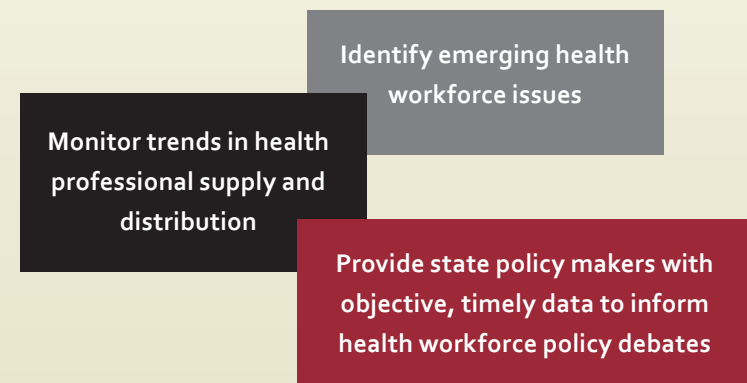 Identify emerging health
workforce issues
Monitor trends in health
professional supply and
distribution
Provide state policy makers with
objective, timely data to inform
health workforce policy debates